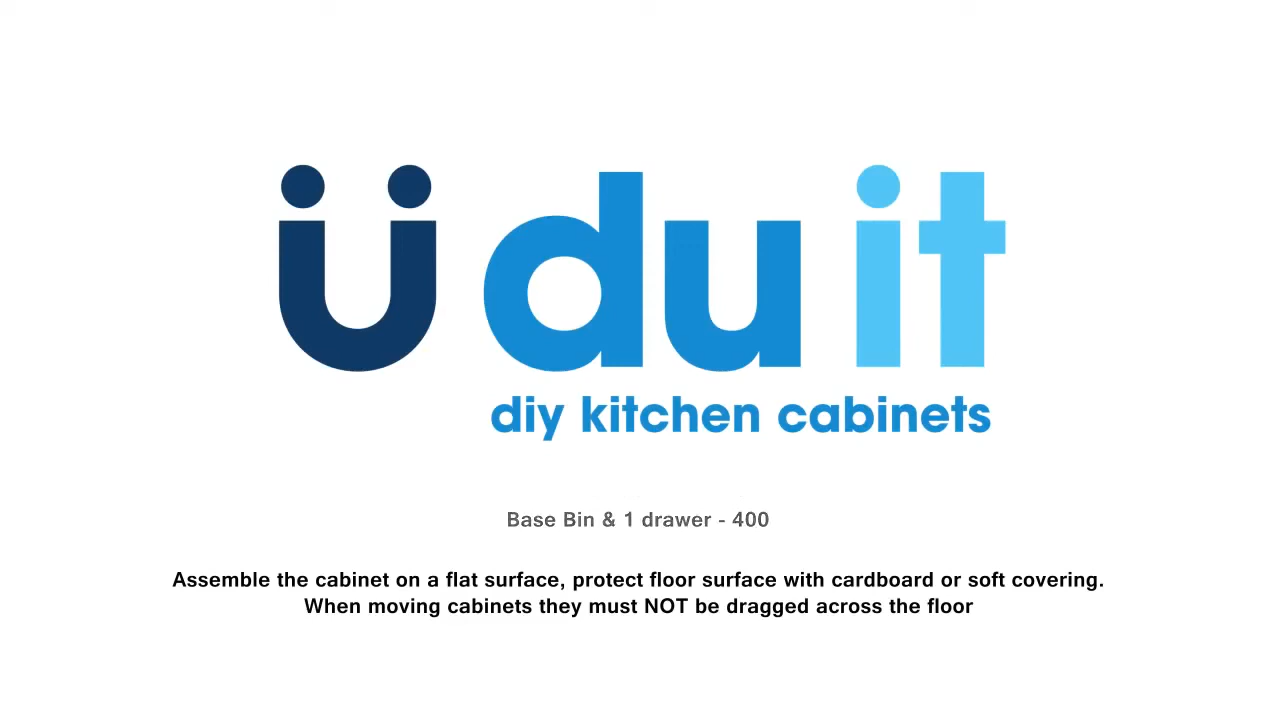 ü du it
diy kitchen cabinets
Base Bin & 1 drawer - 400
Assemble the cabinet on a flat surface, protect floor surface with cardboard or soft covering.
When moving cabinets they must NOT be dragged across the floor